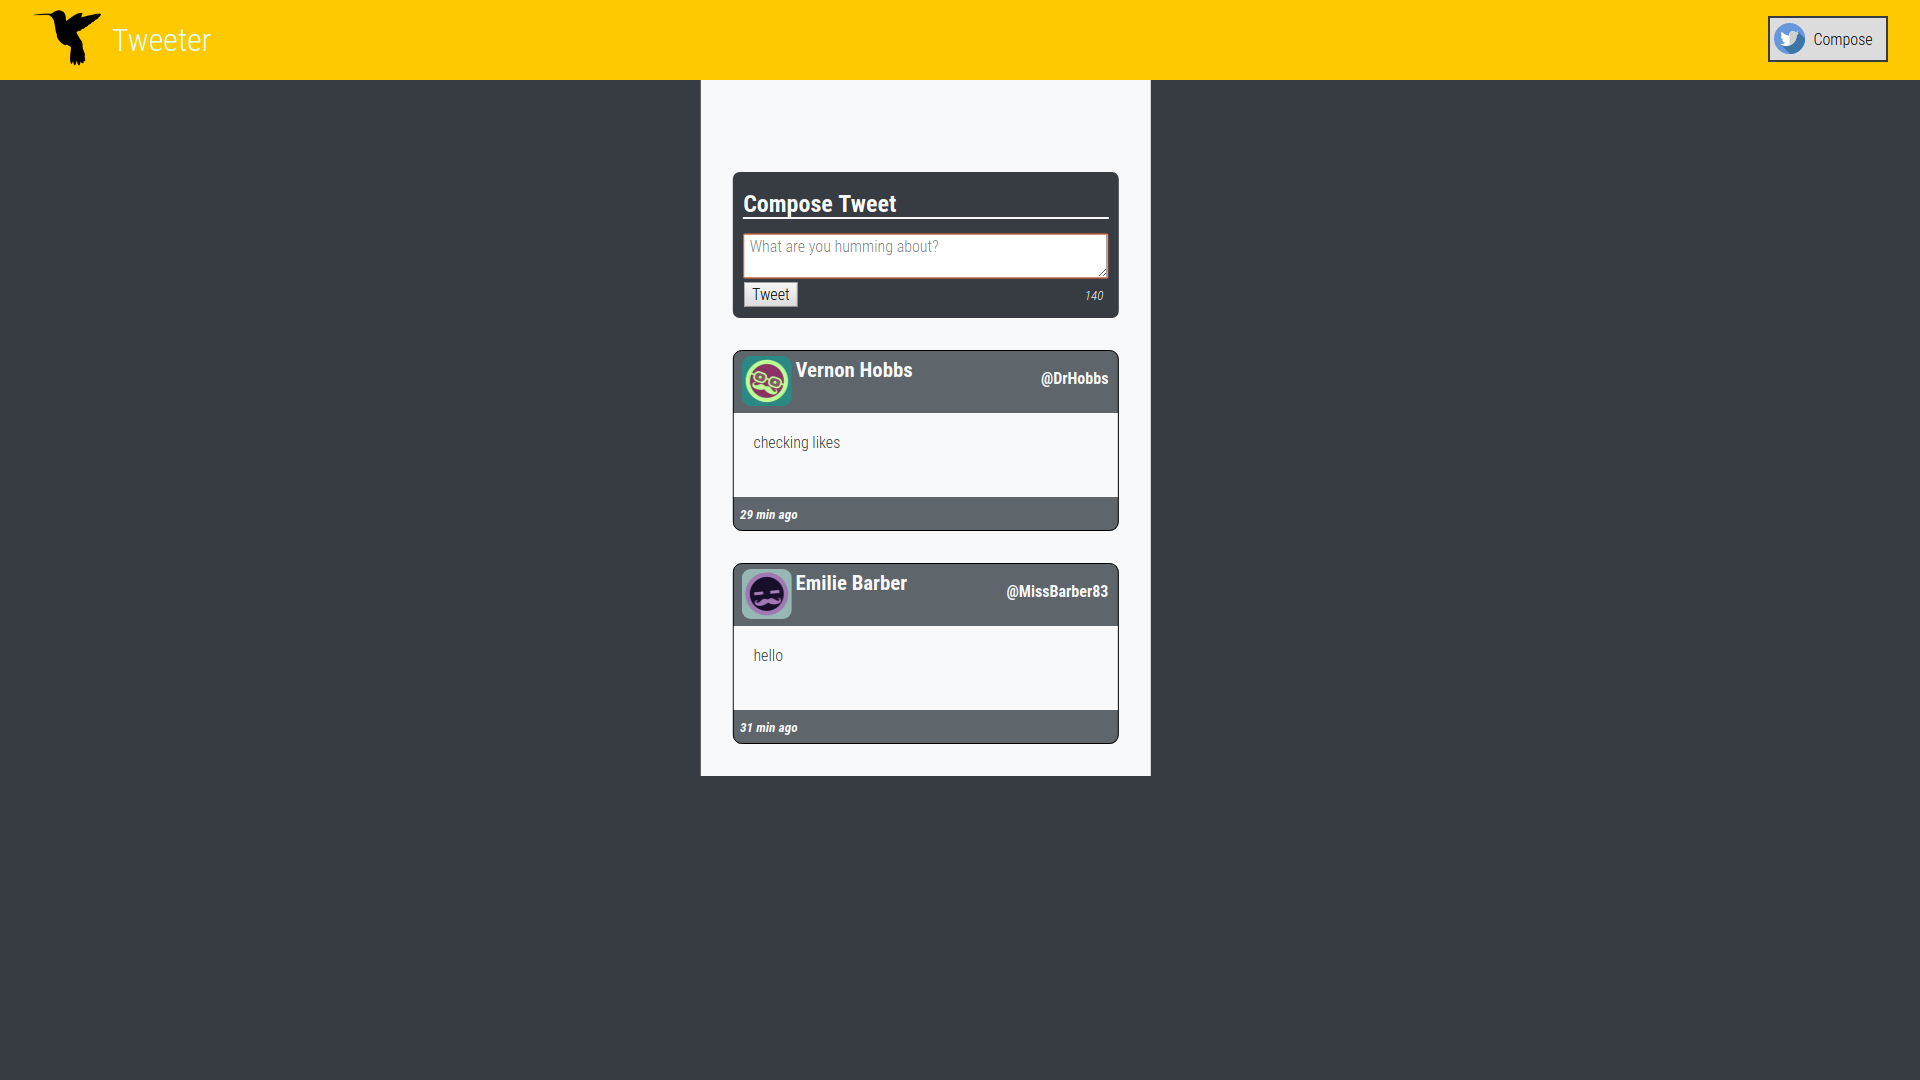 Tweeter
Compose
Compose Tweet
What are you humming about?
Tweet
140
Vernon Hobbs
@DrHobbs
checking likes
29 min ago
Emilie Barber
@MissBarber83
hello
31 min ago